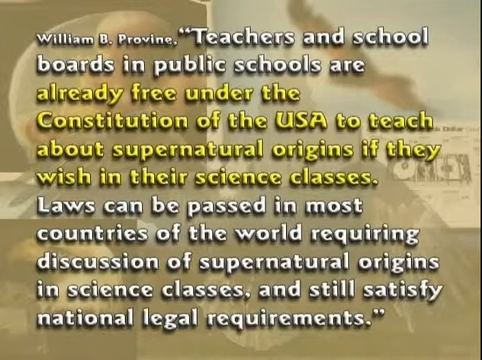 William B. Provine, "Teachers and school
boards in public schools are
already free under the
Constitution of the USA to teach
about supernatural origins if they
wish in their science classes.
Laws can be passed in most
countries of the world requiring
discussion of supernatural origins
in science classes, and still satisfy
national legal requirements."